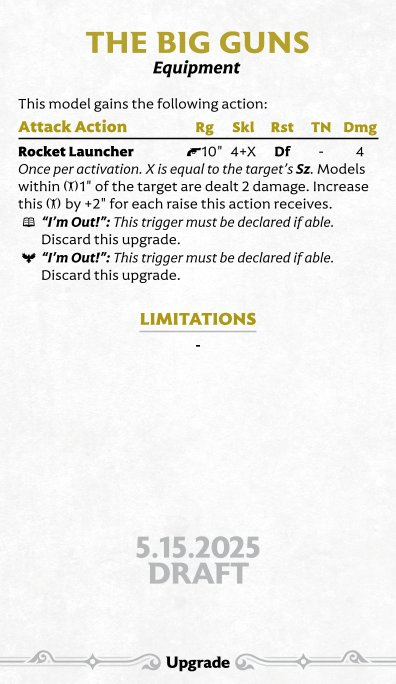 THE BIG GUNS
Equipment
This model gains the following action:
Attack Action Rg Skl Rst TN Dmg
Rocket Launcher 10" 4+X Df - 4
Once per activation. X is equal to the target's Sz. Models
within 1" of the target are dealt 2 damage. Increase
this by +2" for each raise this action receives.
"I'm Out!": This trigger must be declared if able.
Discard this upgrade.
"I'm Out!": This trigger must be declared if able.
Discard this upgrade.
LIMITATIONS
-
5.15.2025
DRAFT
Upgrade